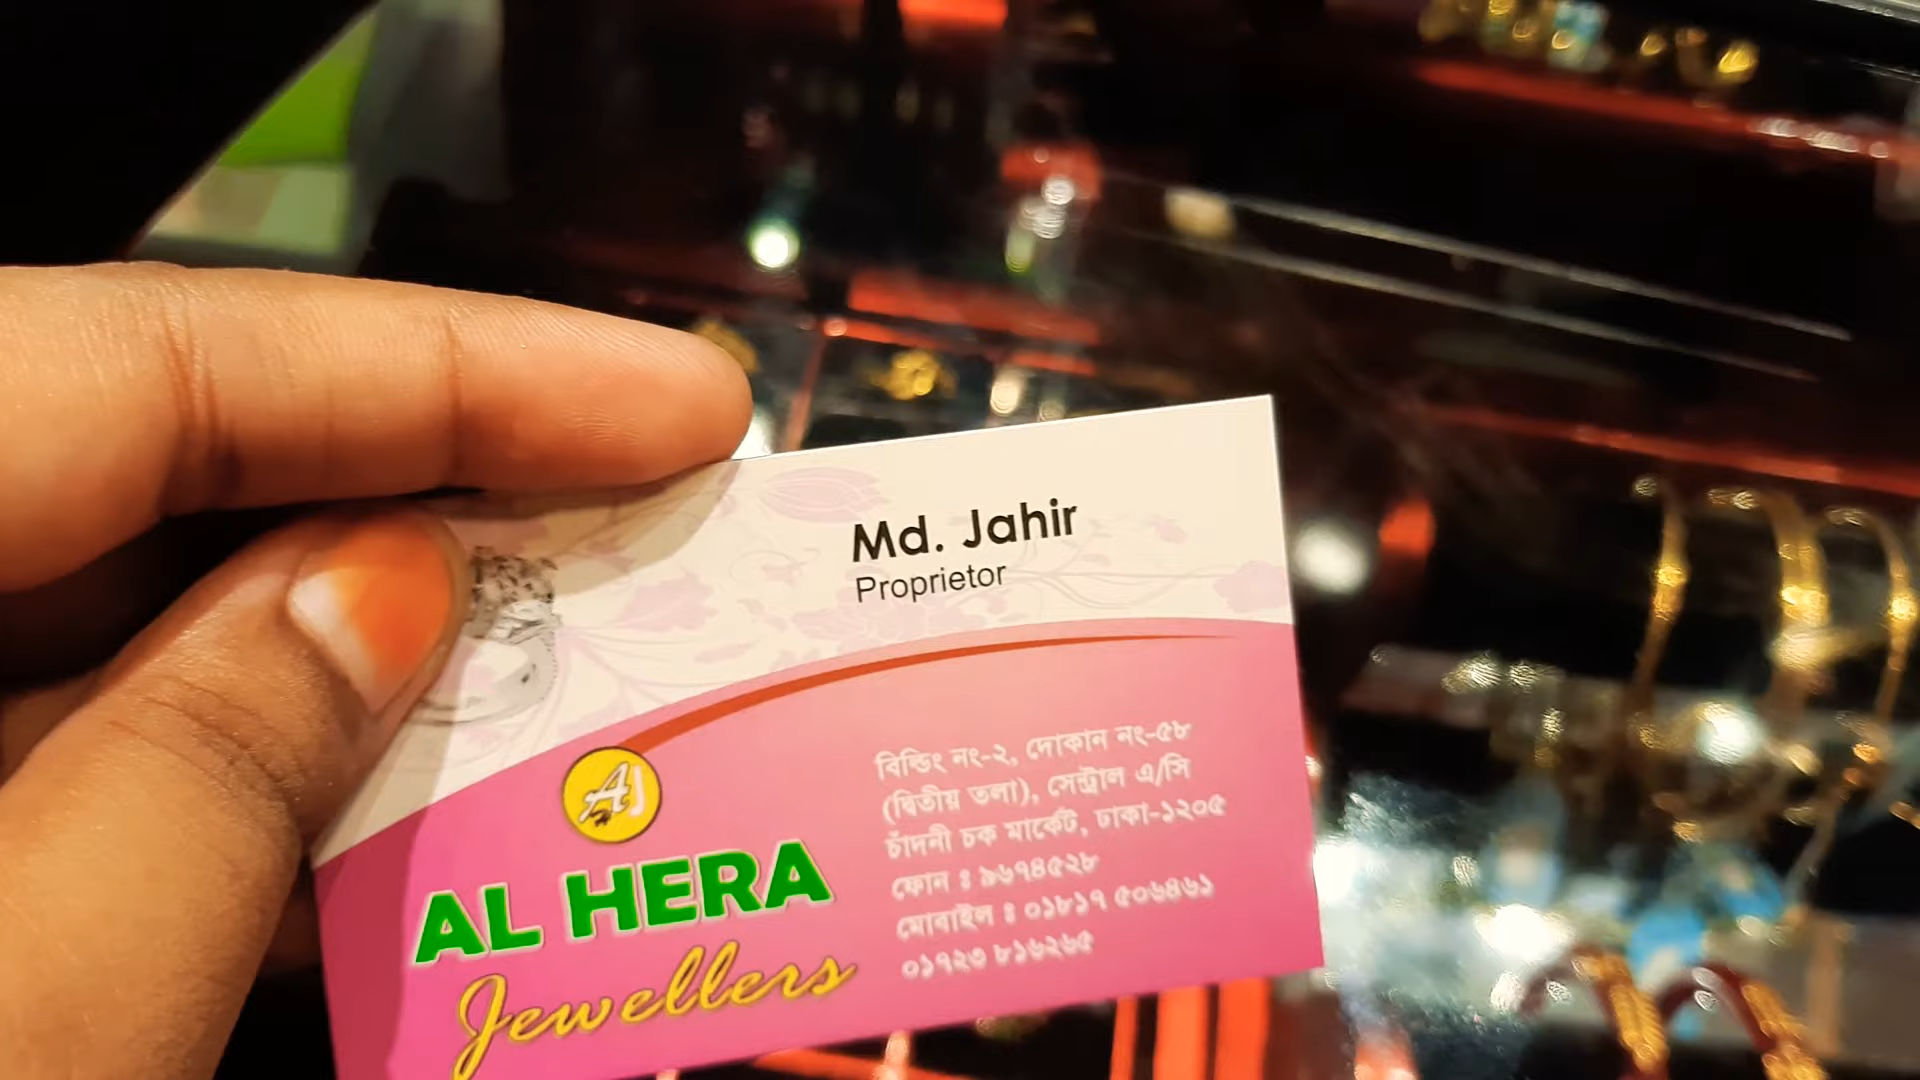 Md. Jahir
Proprietor
AJ
AL HERA
Jewellers
বিল্ডিং নং-২, দোকান নং-৫৮
(দ্বিতীয় তলা), সেন্ট্রাল এ/সি
চাঁদনী চক মার্কেট, ঢাকা-১২০৫
ফোন : ৯৬৭৪৫২৮
মোবাইল : ০১৮১৭ ৫০৬৪৬১
০১৭২৩ ৮১৬২৬৫